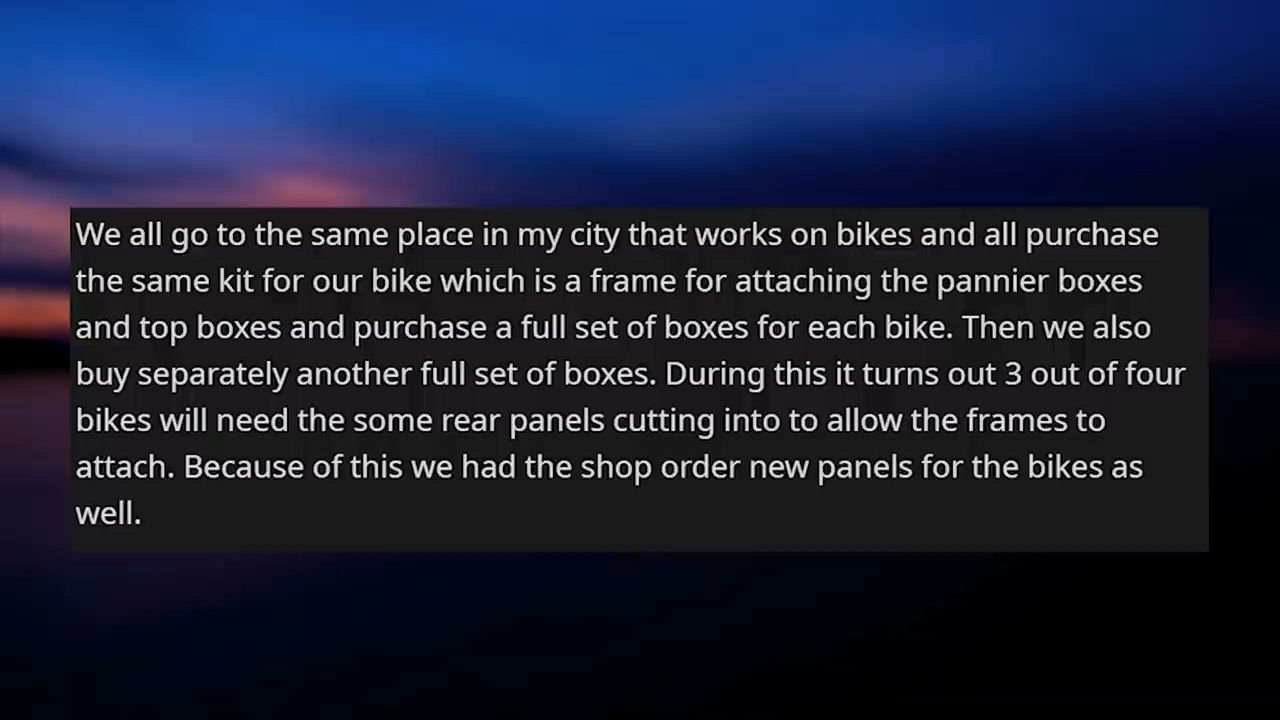 We all go to the same place in my city that works on bikes and all purchase
the same kit for our bike which is a frame for attaching the pannier boxes
and top boxes and purchase a full set of boxes for each bike. Then we also
buy separately another full set of boxes. During this it turns out 3 out of four
bikes will need the some rear panels cutting into to allow the frames to
attach. Because of this we had the shop order new panels for the bikes as
well.